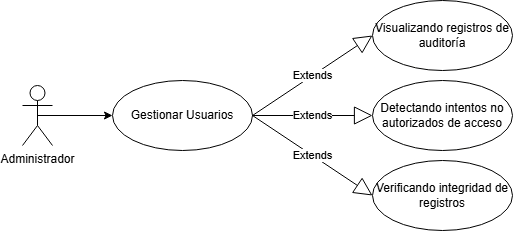 Visualizando registros de
auditoría
Extends
Gestionar Usuarios
Extends
Detectando intentos no
autorizados de acceso
Administrador
Extends
Verificando integridad de
registros